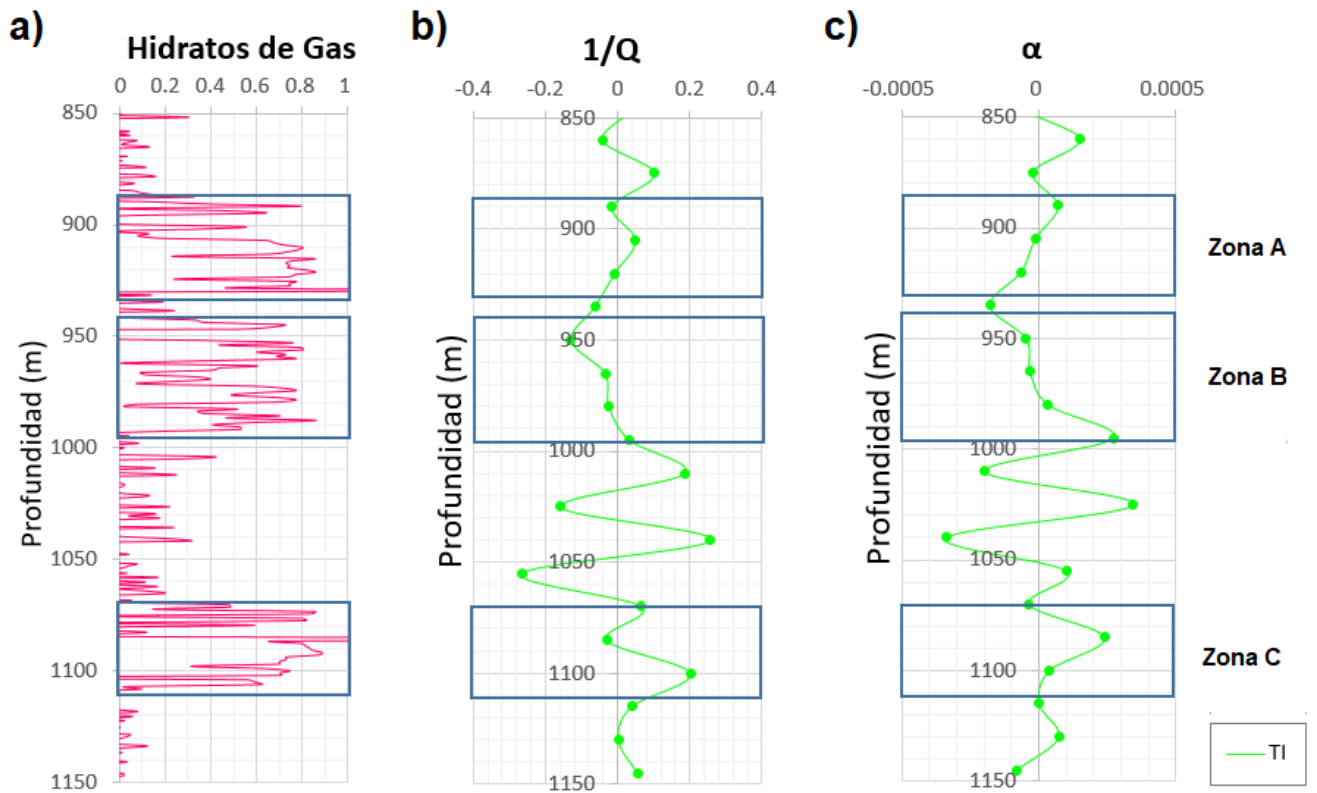 a)
Hidratos de Gas
0 0.2 0.4 0.6 0.8 1
850
900
950
1000
1050
1100
1150
Profundidad (m)
b)
1/Q
-0.4 -0.2 0 0.2 0.4
850
900
950
1000
1050
1100
1150
Profundidad (m)
c)
α
-0.0005 0 0.0005
850
900
950
1000
1050
1100
1150
Profundidad (m)
Zona A
Zona B
Zona C
TI